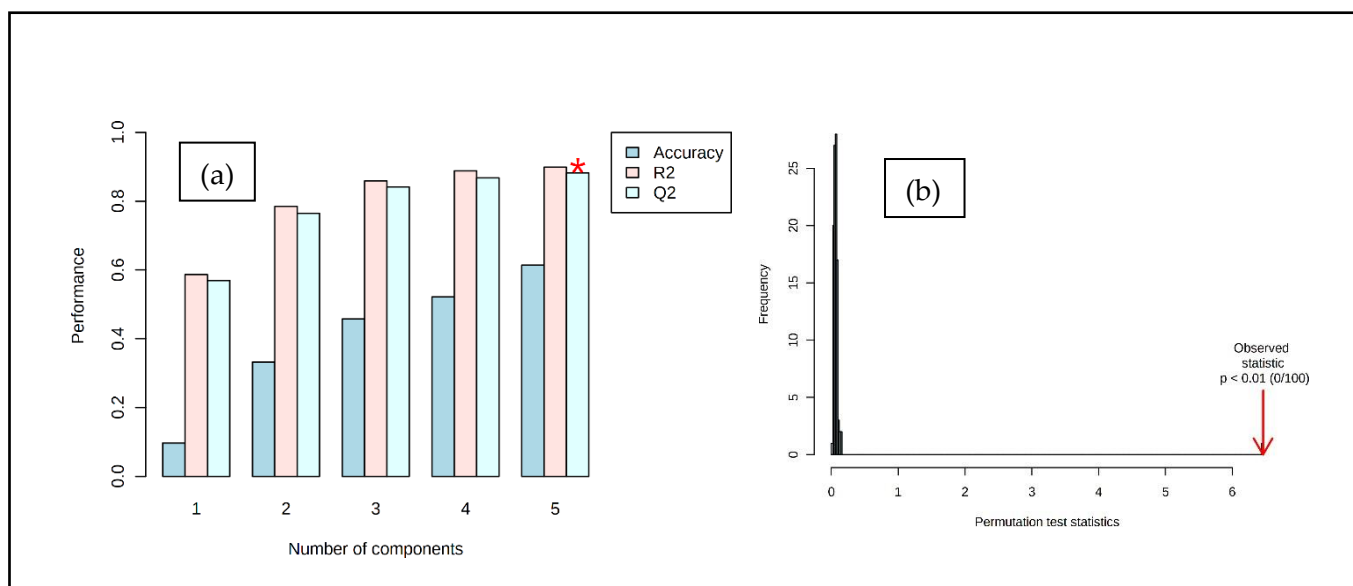 (a)
1.0
0.8
0.6
0.4
0.2
0.0
Performance
1 2 3 4 5
Number of components
Accuracy
R2
Q2
*
(b)
25
20
15
10
5
0
Frequency
Observed
statistic
p < 0.01 (0/100)
0 1 2 3 4 5 6
Permutation test statistics